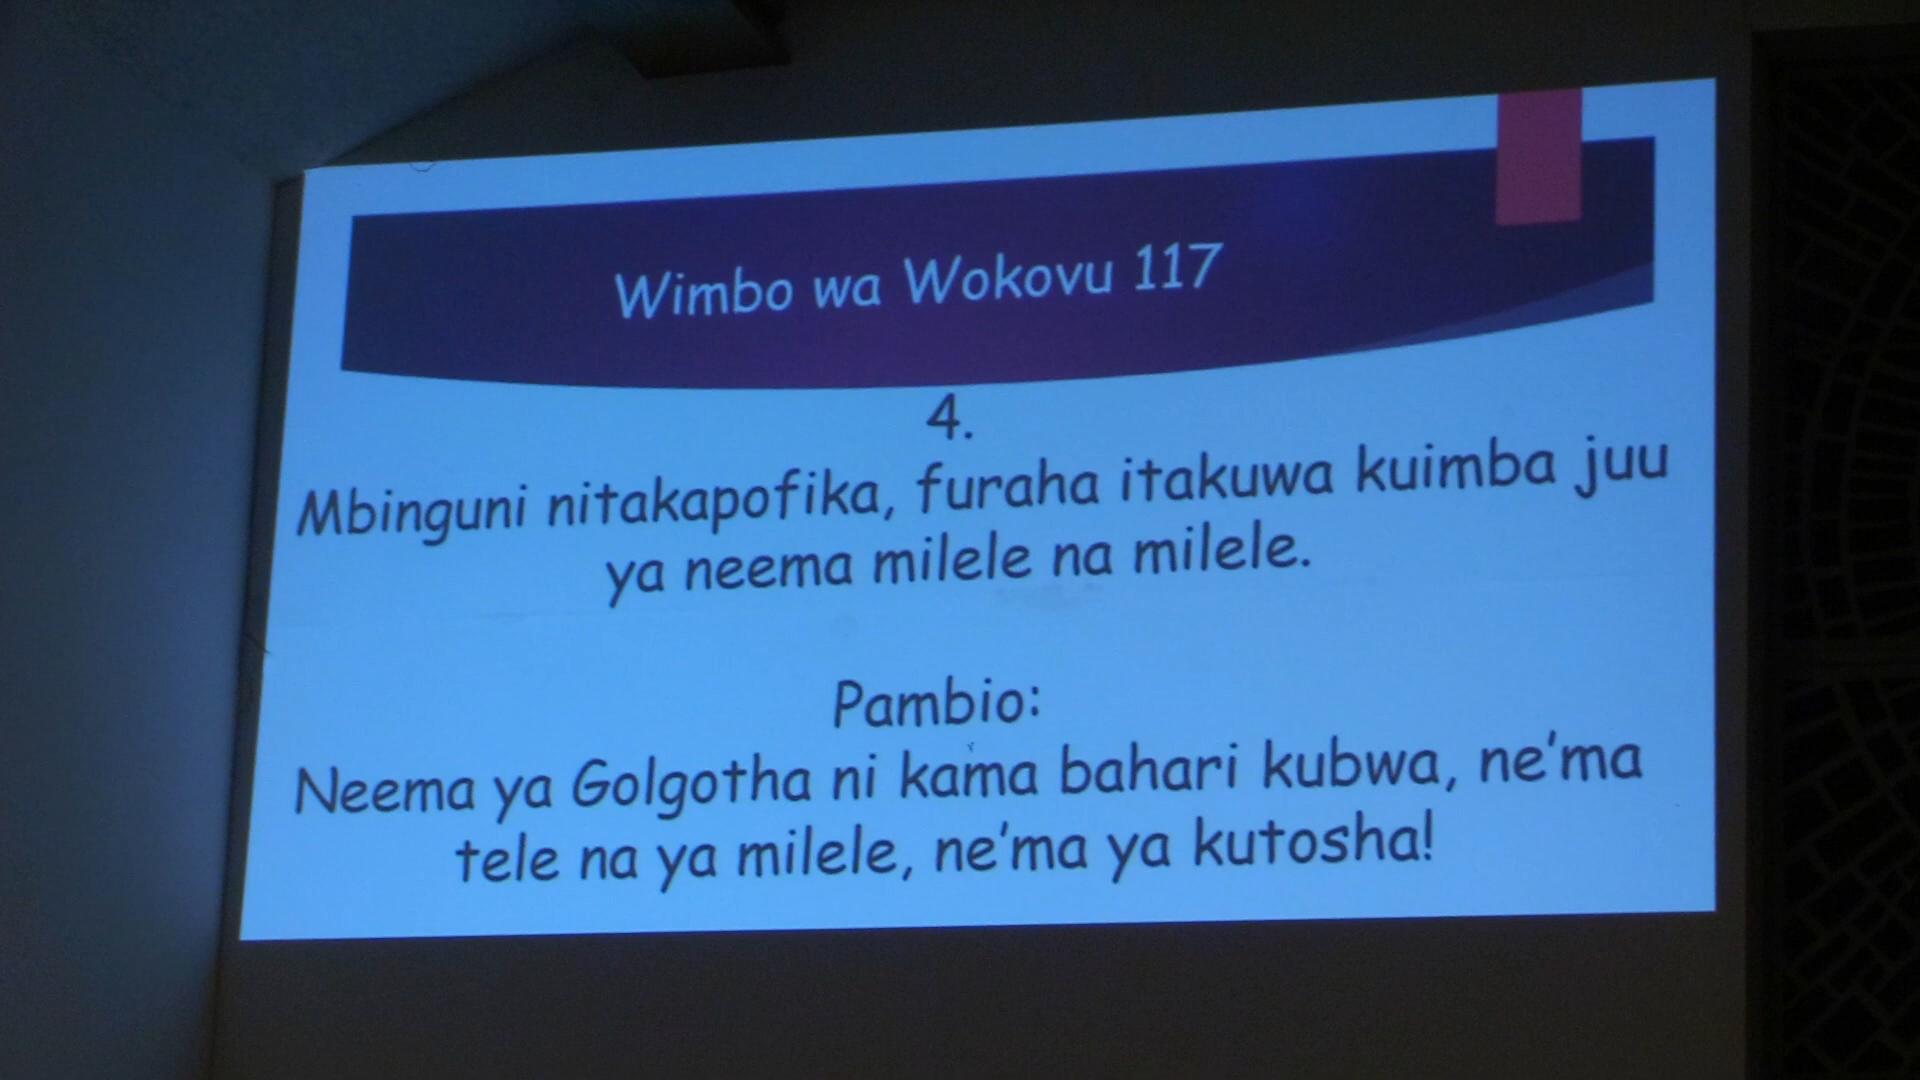 Wimbo wa Wokovu 117
4.
Mbinguni nitakapofika, furaha itakuwa kuimba juu
ya neema milele na milele.
Pambio:
Neema ya Golgotha ni kama bahari kubwa, ne'ma
tele na ya milele, ne'ma ya kutosha!